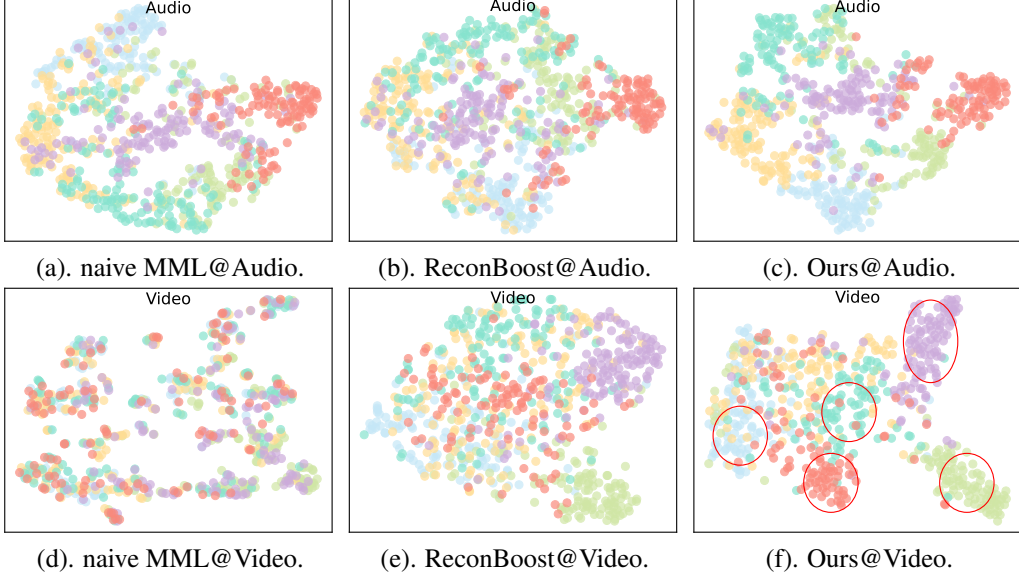 Audio
Audio
Audio
(a). naive MML@Audio.
(b). ReconBoost@Audio.
(c). Ours@Audio.
Video
Video
Video
(d). naive MML@Video.
(e). ReconBoost@Video.
(f). Ours@Video.